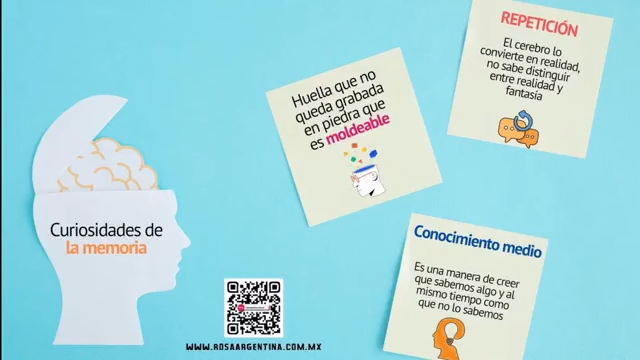 Curiosidades de
la memoria
Huella que no
queda grabada
en piedra que
es moldeable
REPETICIÓN
El cerebro lo
convierte en realidad,
no sabe distinguir
entre realidad y
fantasía
Conocimiento medio
Es una manera de creer
que sabemos algo y al
mismo tiempo como
que no lo sabemos
WWW.ROSAARGENTINA.COM.MX